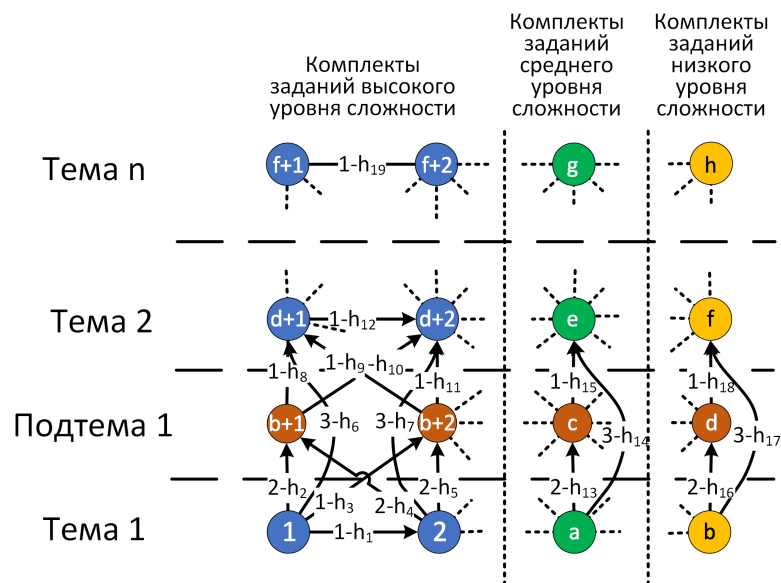 Комплекты
заданий высокого
уровня сложности
Комплекты
заданий
среднего
уровня
сложности
Комплекты
заданий
низкого
уровня
сложности
Тема n
f+1
1-h19
f+2
g
h
Тема 2
d+1
1-h12
d+2
e
f
1-h8
1-h9
-h10
1-h11
1-h15
1-h18
Подтема 1
b+1
3-h6
3-h7
b+2
c
3-h14
d
3-h17
2-h2
1-h3
2-h4
2-h5
2-h13
2-h16
Тема 1
1
1-h1
2
a
b